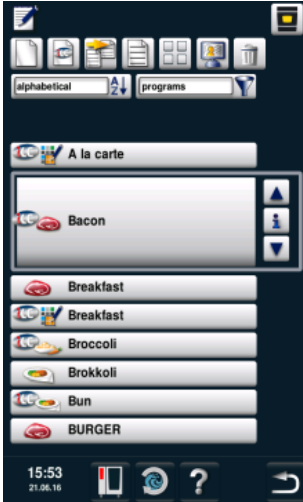 alphabetical
A
Z
programs
A la carte
Bacon
i
Breakfast
Breakfast
Broccoli
Brokkoli
Bun
BURGER
15:53
21.06.16
?